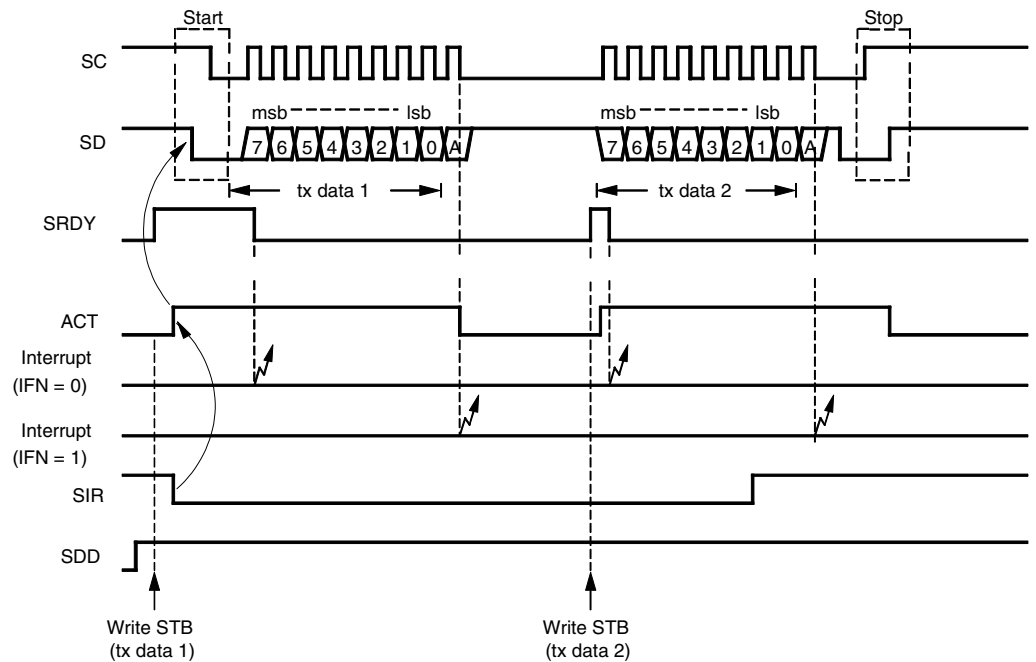 Start
Stop
SC
msb lsb
msb lsb
SD
7 6 5 4 3 2 1 0 A
7 6 5 4 3 2 1 0 A
tx data 1
tx data 2
SRDY
ACT
Interrupt
(IFN = 0)
Interrupt
(IFN = 1)
SIR
SDD
Write STB
(tx data 1)
Write STB
(tx data 2)